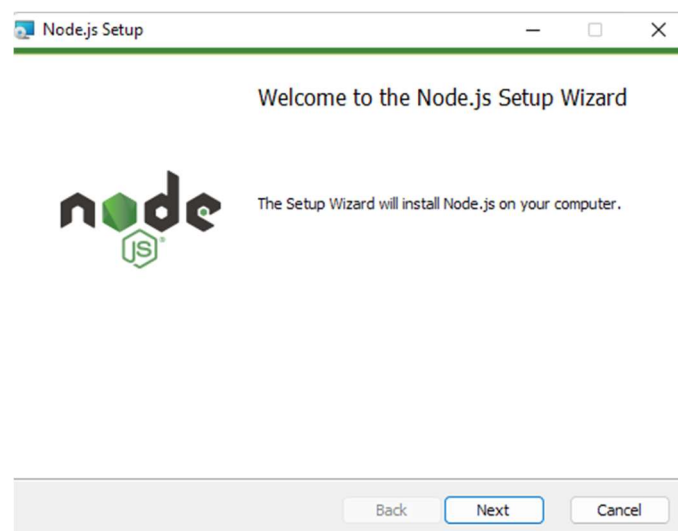 Node.js Setup
Welcome to the Node.js Setup Wizard
The Setup Wizard will install Node.js on your computer.
node
JS
Back Next Cancel